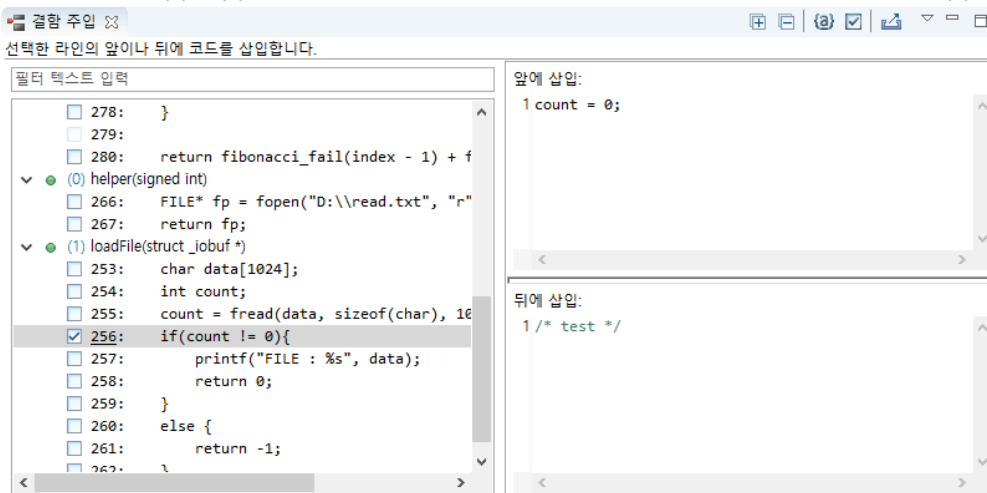 결함 주입
선택한 라인의 앞이나 뒤에 코드를 삽입합니다.
필터 텍스트 입력
278: }
279:
280: return fibonacci_fail(index - 1) + f
(0) helper(signed int)
266: FILE* fp = fopen("D:\\read.txt", "r"
267: return fp;
(1) loadFile(struct _iobuf *)
253: char data[1024];
254: int count;
255: count = fread(data, sizeof(char), 10
256: if(count != 0){
257: printf("FILE : %s", data);
258: return 0;
259: }
260: else {
261: return -1;
262: }
앞에 삽입:
1 count = 0;
뒤에 삽입:
1 /* test */